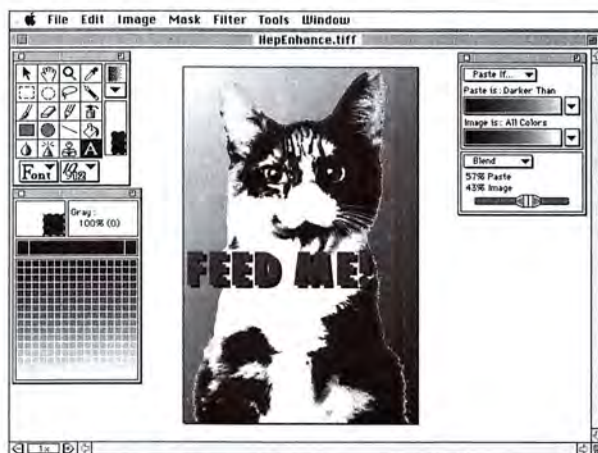 File Edit Image Mask Filter Tools Window
HepEnhance.tiff
A
Font
Gray:
100% (0)
FEED ME!
Paste If...
Paste is: Darker Than
Image is: All Colors
Blend
57% Paste
43% Image
1x